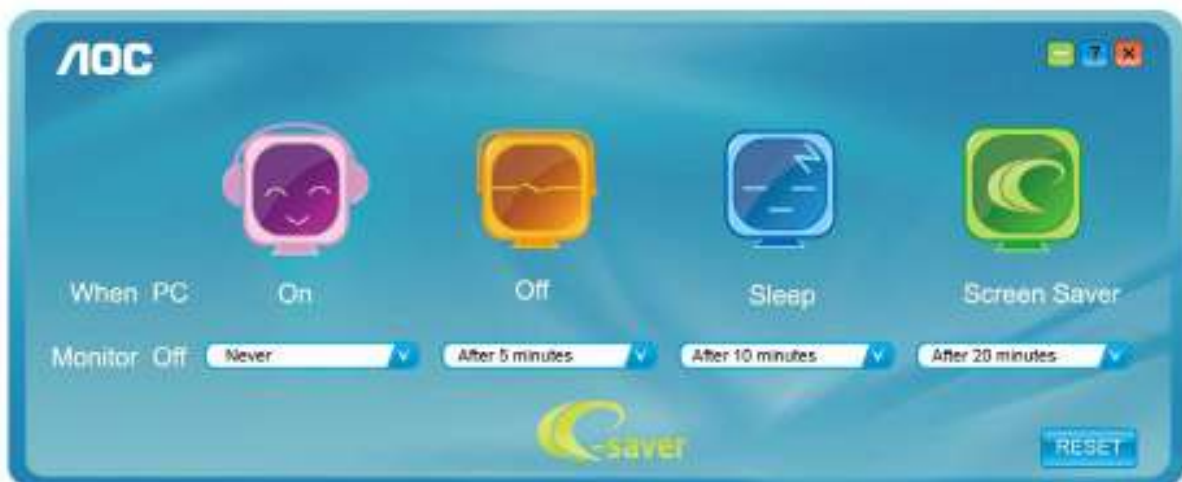 AOC
?
When PC On Off Sleep Screen Saver
Monitor Off Never After 5 minutes After 10 minutes After 20 minutes
e-saver
RESET